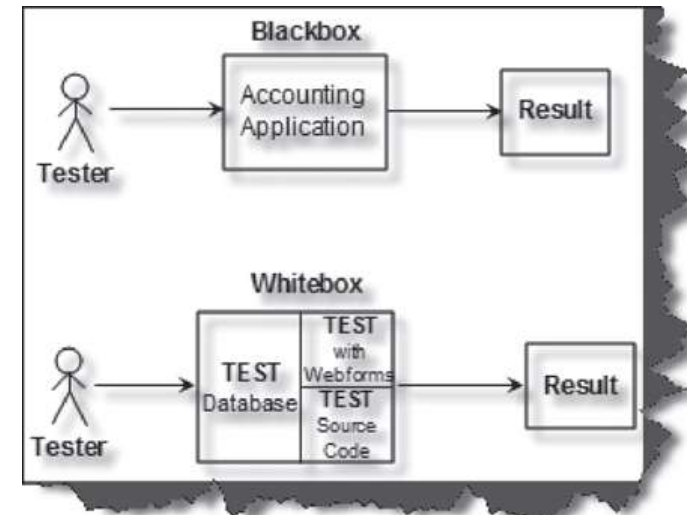 Blackbox
Accounting
Application
Result
Tester
Whitebox
TEST
Database
TEST
with
Webforms
TEST
Source
Code
Result
Tester